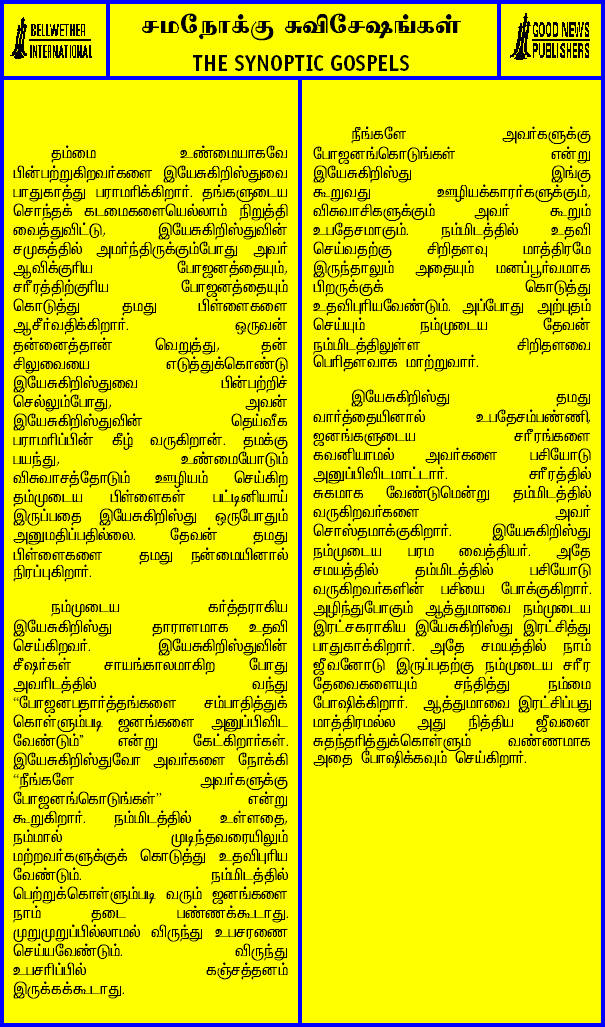 BELLWETHER
INTERNATIONAL
சமநோக்கு சுவிசேஷங்கள்
THE SYNOPTIC GOSPELS
GOOD NEWS
PUBLISHERS
தம்மை உண்மையாகவே
பின்பற்றுகிறவர்களை இயேசுகிறிஸ்துவை
பாதுகாத்து பராமரிக்கிறார். தங்களுடைய
சொந்தக் கடமைகளையெல்லாம் நிறுத்தி
வைத்துவிட்டு, இயேசுகிறிஸ்துவின்
சமுகத்தில் அமர்ந்திருக்கும்போது அவர்
ஆவிக்குரிய போஜனத்தையும்,
சரீரத்திற்குரிய போஜனத்தையும்
கொடுத்து தமது பிள்ளைகளை
ஆசீர்வதிக்கிறார். ஒருவன்
தன்னைத்தான் வெறுத்து, தன்
சிலுவையை எடுத்துக்கொண்டு
இயேசுகிறிஸ்துவை பின்பற்றிச்
செல்லும்போது, அவன்
இயேசுகிறிஸ்துவின் தெய்வீக
பராமரிப்பின் கீழ் வருகிறான். தமக்கு
பயந்து, உண்மையோடும்
விசுவாசத்தோடும் ஊழியம் செய்கிற
தம்முடைய பிள்ளைகள் பட்டினியாய்
இருப்பதை இயேசுகிறிஸ்து ஒருபோதும்
அனுமதிப்பதில்லை. தேவன் தமது
பிள்ளைகளை தமது நன்மையினால்
நிரப்புகிறார்.
நம்முடைய கர்த்தராகிய
இயேசுகிறிஸ்து தாராளமாக உதவி
செய்கிறவர். இயேசுகிறிஸ்துவின்
சீஷர்கள் சாயங்காலமாகிற போது
அவரிடத்தில் வந்து
“போஜனபதார்த்தங்களை சம்பாதித்துக்
கொள்ளும்படி ஜனங்களை அனுப்பிவிட
வேண்டும்” என்று கேட்கிறார்கள்.
இயேசுகிறிஸ்துவோ அவர்களை நோக்கி
“நீங்களே அவர்களுக்கு
போஜனங்கொடுங்கள்” என்று
கூறுகிறார். நம்மிடத்தில் உள்ளதை,
நம்மால் முடிந்தவரையிலும்
மற்றவர்களுக்குக் கொடுத்து உதவிபுரிய
வேண்டும். நம்மிடத்தில்
பெற்றுக்கொள்ளும்படி வரும் ஜனங்களை
நாம் தடை பண்ணக்கூடாது.
முறுமுறுப்பில்லாமல் விருந்து உபசரணை
செய்யவேண்டும். விருந்து
உபசரிப்பில் கஞ்சத்தனம்
இருக்கக்கூடாது.
நீங்களே அவர்களுக்கு
போஜனங்கொடுங்கள் என்று
இயேசுகிறிஸ்து இங்கு
கூறுவது ஊழியக்காரர்களுக்கும்,
விசுவாசிகளுக்கும் அவர் கூறும்
உபதேசமாகும். நம்மிடத்தில் உதவி
செய்வதற்கு சிறிதளவு மாத்திரமே
இருந்தாலும் அதையும் மனப்பூர்வமாக
பிறருக்குக் கொடுத்து
உதவிபுரியவேண்டும். அப்போது அற்புதம்
செய்யும் நம்முடைய தேவன்
நம்மிடத்திலுள்ள சிறிதளவை
பெரிதளவாக மாற்றுவார்.
இயேசுகிறிஸ்து தமது
வார்த்தையினால் உபதேசம்பண்ணி,
ஜனங்களுடைய சரீரங்களை
கவனியாமல் அவர்களை பசியோடு
அனுப்பிவிடமாட்டார். சரீரத்தில்
சுகமாக வேண்டுமென்று தம்மிடத்தில்
வருகிறவர்களை அவர்
சொஸ்தமாக்குகிறார். இயேசுகிறிஸ்து
நம்முடைய பரம வைத்தியர். அதே
சமயத்தில் தம்மிடத்தில் பசியோடு
வருகிறவர்களின் பசியை போக்குகிறார்.
அழிந்துபோகும் ஆத்துமாவை நம்முடைய
இரட்சகராகிய இயேசுகிறிஸ்து இரட்சித்து
பாதுகாக்கிறார். அதே சமயத்தில் நாம்
ஜீவனோடு இருப்பதற்கு நம்முடைய சரீர
தேவைகளையும் சந்தித்து நம்மை
போஷிக்கிறார். ஆத்துமாவை இரட்சிப்பது
மாத்திரமல்ல அது நித்திய ஜீவனை
சுதந்தரித்துக்கொள்ளும் வண்ணமாக
அதை போஷிக்கவும் செய்கிறார்.